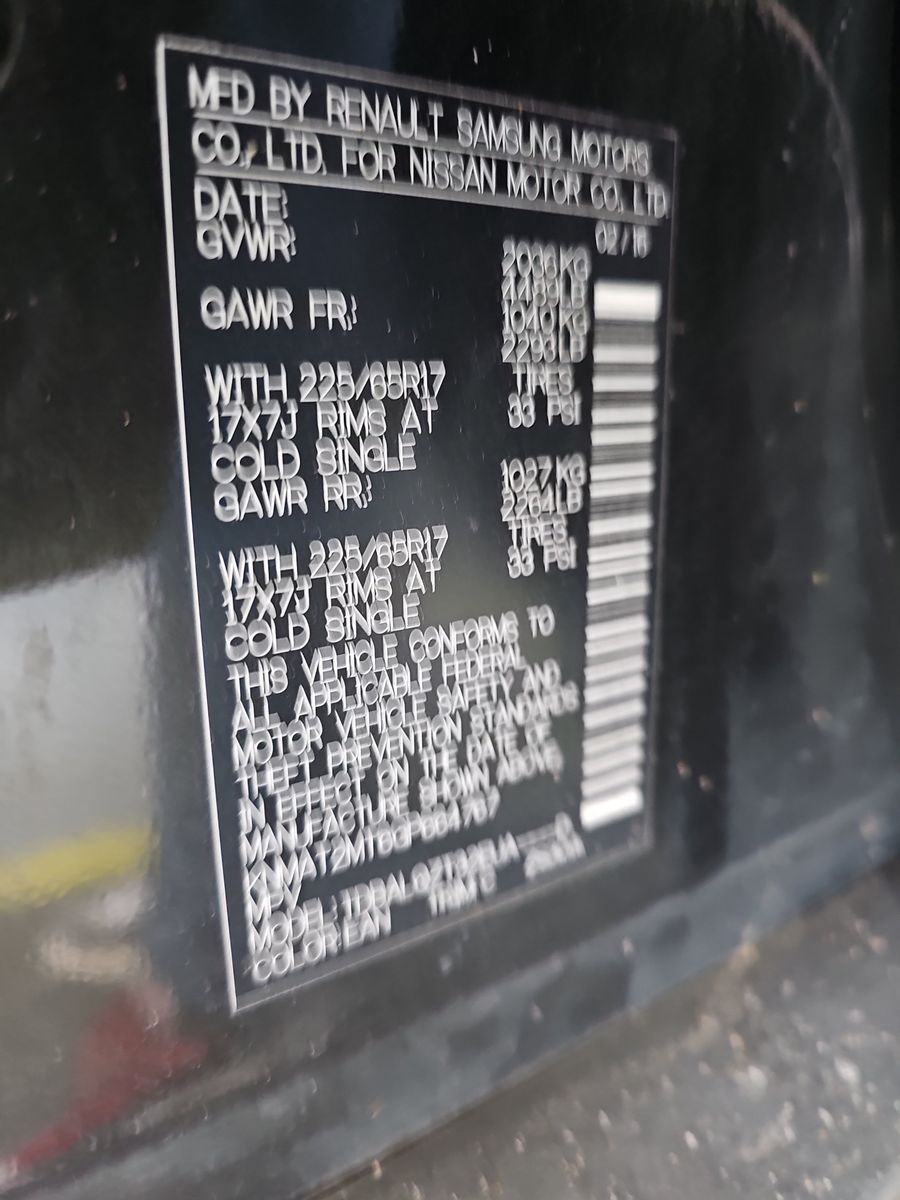 MFD BY RENAULT SAMSUNG MOTORS
CO., LTD. FOR NISSAN MOTOR CO., LTD.
DATE: 02/16
GVWR: 2036 KG
LB
GAWR FR: 1040 KG
2293 LB
WITH 225/65R17 TIRES
17X7J RIMS AT 33 PSI
COLD SINGLE
GAWR RR: 1027 KG
2264 LB
WITH 225/65R17 TIRES
17X7J RIMS AT 33 PSI
COLD SINGLE
THIS VEHICLE CONFORMS TO
ALL APPLICABLE FEDERAL
MOTOR VEHICLE SAFETY AND
THEFT PREVENTION STANDARDS
IN EFFECT ON THE DATE OF
MANUFACTURE SHOWN ABOVE
KNMAT2MT6GP664767
MPV
MODEL:
COLOR:EAN TRIM:C